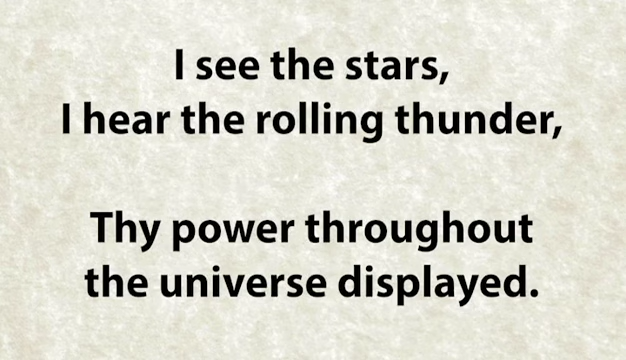 I see the stars,
I hear the rolling thunder,
Thy power throughout
the universe displayed.